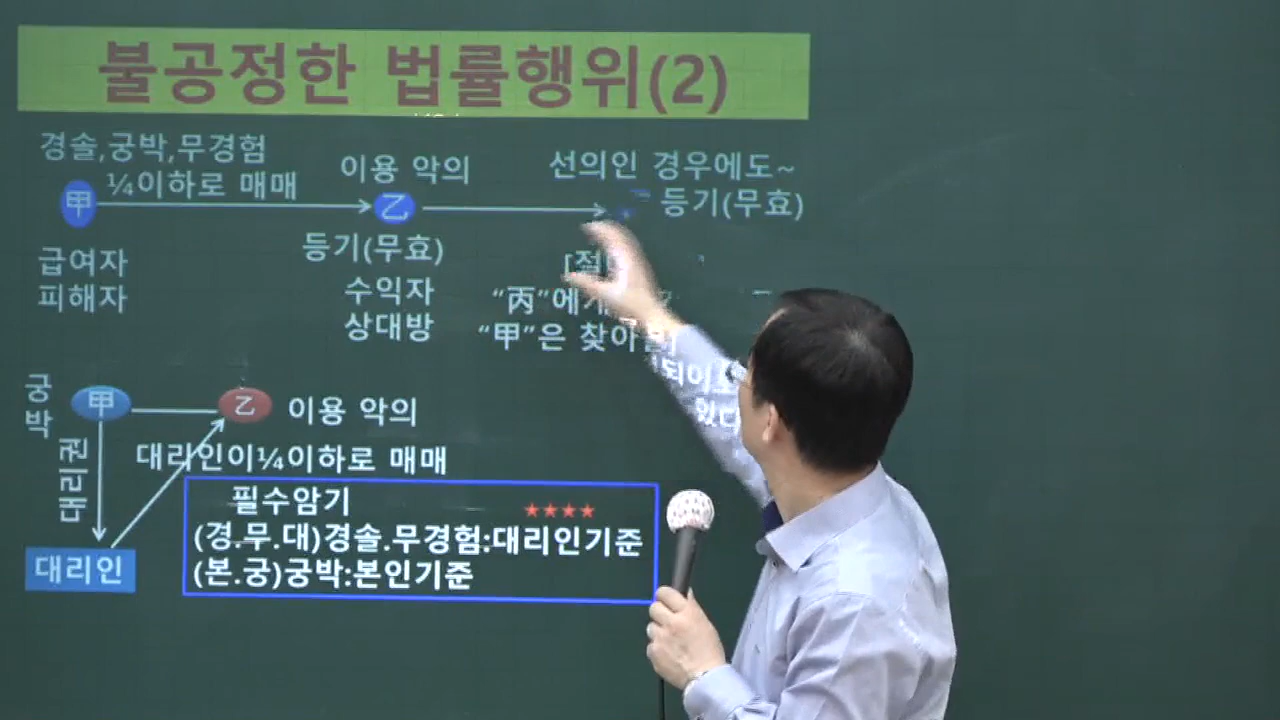 불공정한 법률행위(2)
경솔,궁박,무경험
¼이하로 매매
이용 악의
선의인 경우에도~
甲
乙
등기(무효)
급여자
피해자
등기(무효)
수익자
상대방
"丙"에게
"甲"은
궁박
甲
乙
이용 악의
대리권
대리인이¼이하로 매매
대리인
필수암기
★★★★
(경.무.대)경솔.무경험:대리인기준
(본.궁)궁박:본인기준